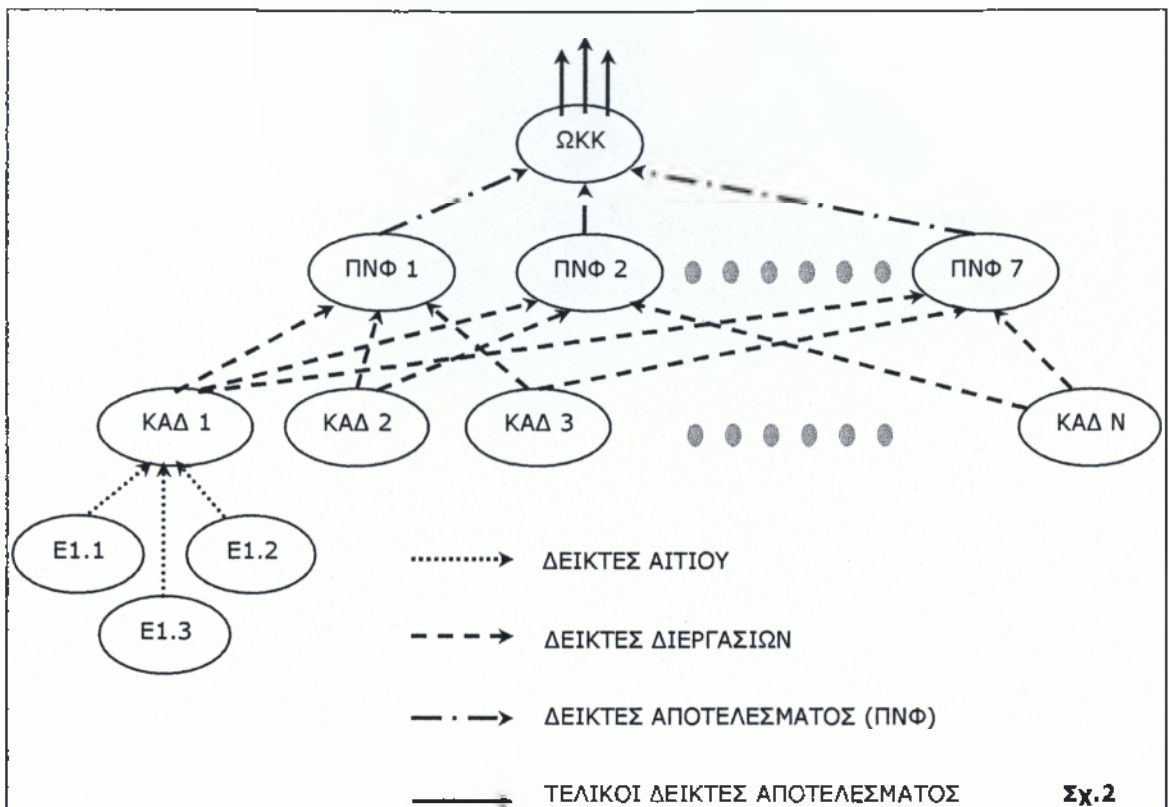 ΩΚΚ
ΠΝΦ 1
ΠΝΦ 2
ΠΝΦ 7
ΚΑΔ 1
ΚΑΔ 2
ΚΑΔ 3
ΚΑΔ Ν
Ε1.1
Ε1.2
Ε1.3
ΔΕΙΚΤΕΣ ΑΙΤΙΟΥ
ΔΕΙΚΤΕΣ ΔΙΕΡΓΑΣΙΩΝ
ΔΕΙΚΤΕΣ ΑΠΟΤΕΛΕΣΜΑΤΟΣ (ΠΝΦ)
ΤΕΛΙΚΟΙ ΔΕΙΚΤΕΣ ΑΠΟΤΕΛΕΣΜΑΤΟΣ Σχ.2